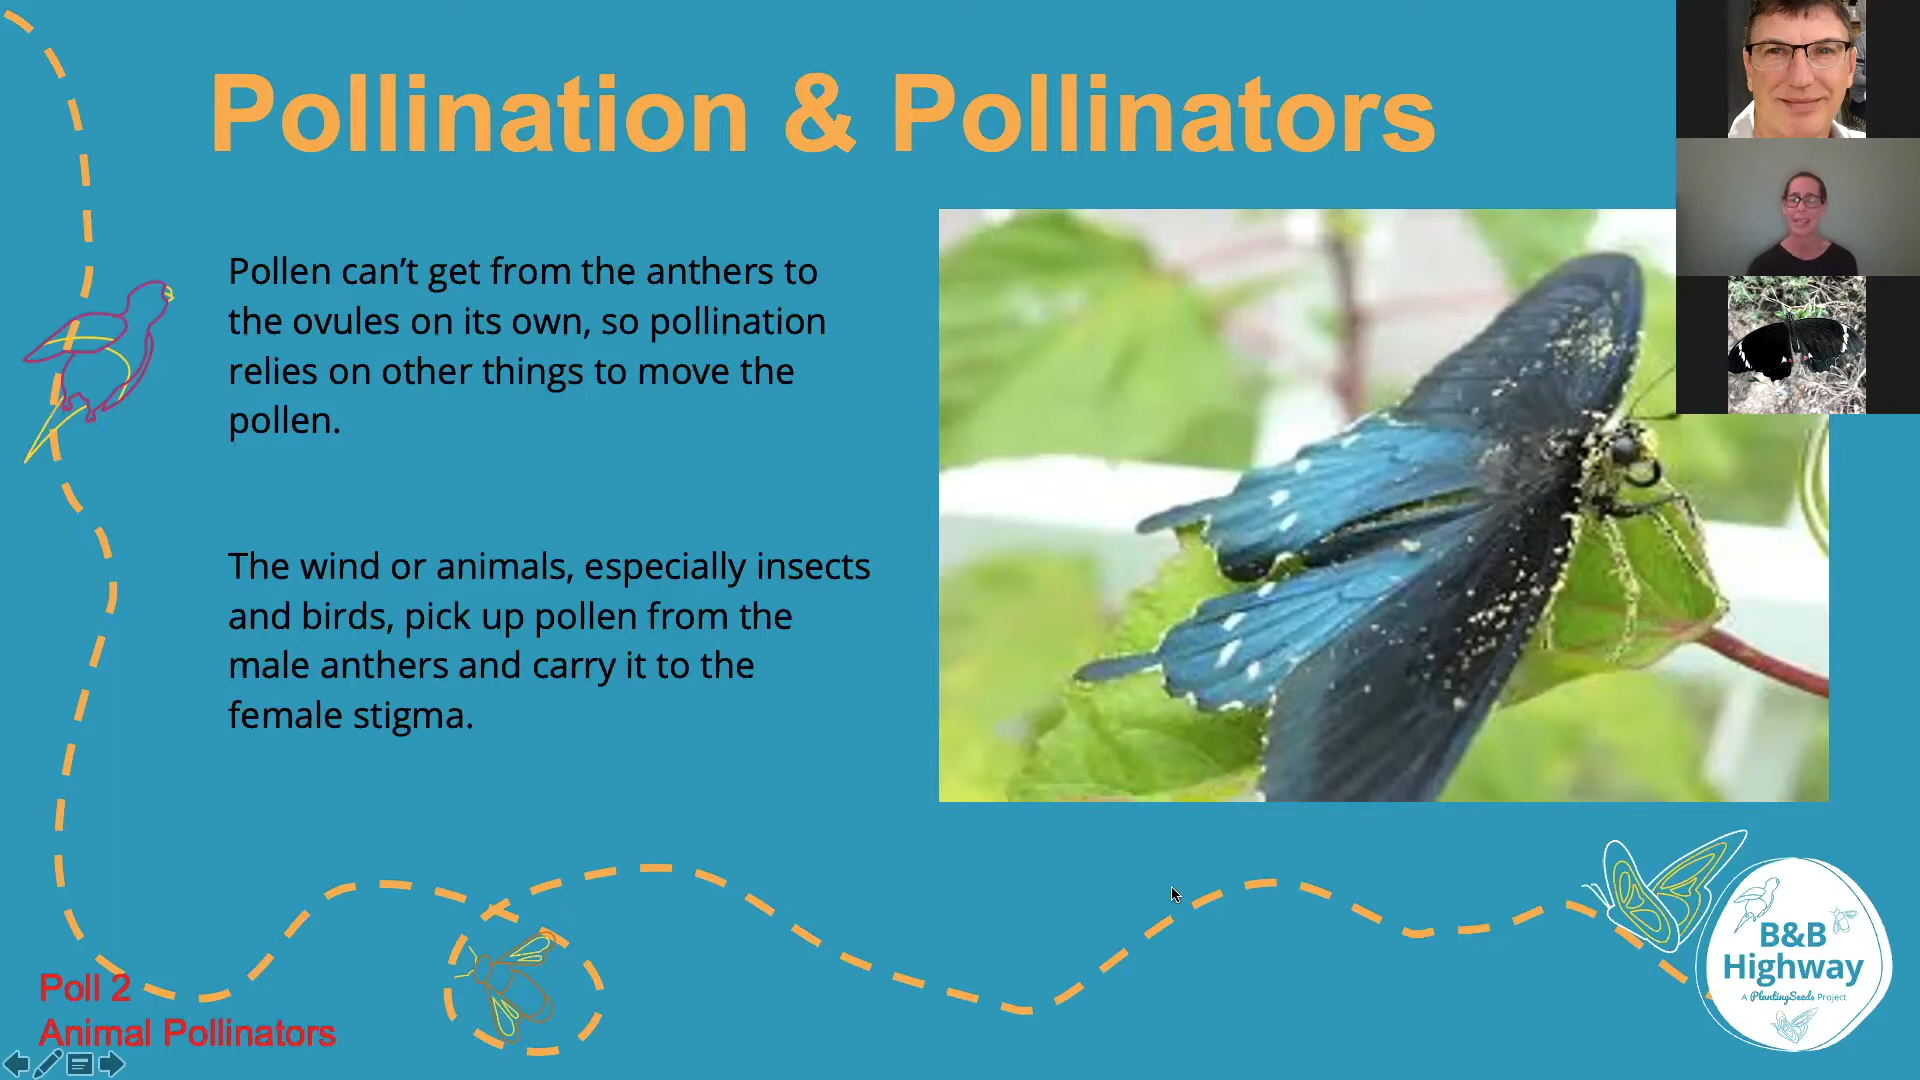 Pollination & Pollinators
Pollen can’t get from the anthers to
the ovules on its own, so pollination
relies on other things to move the
pollen.
The wind or animals, especially insects
and birds, pick up pollen from the
male anthers and carry it to the
female stigma.
Poll 2
Animal Pollinators
B&B
Highway
A PlantingSeeds Project